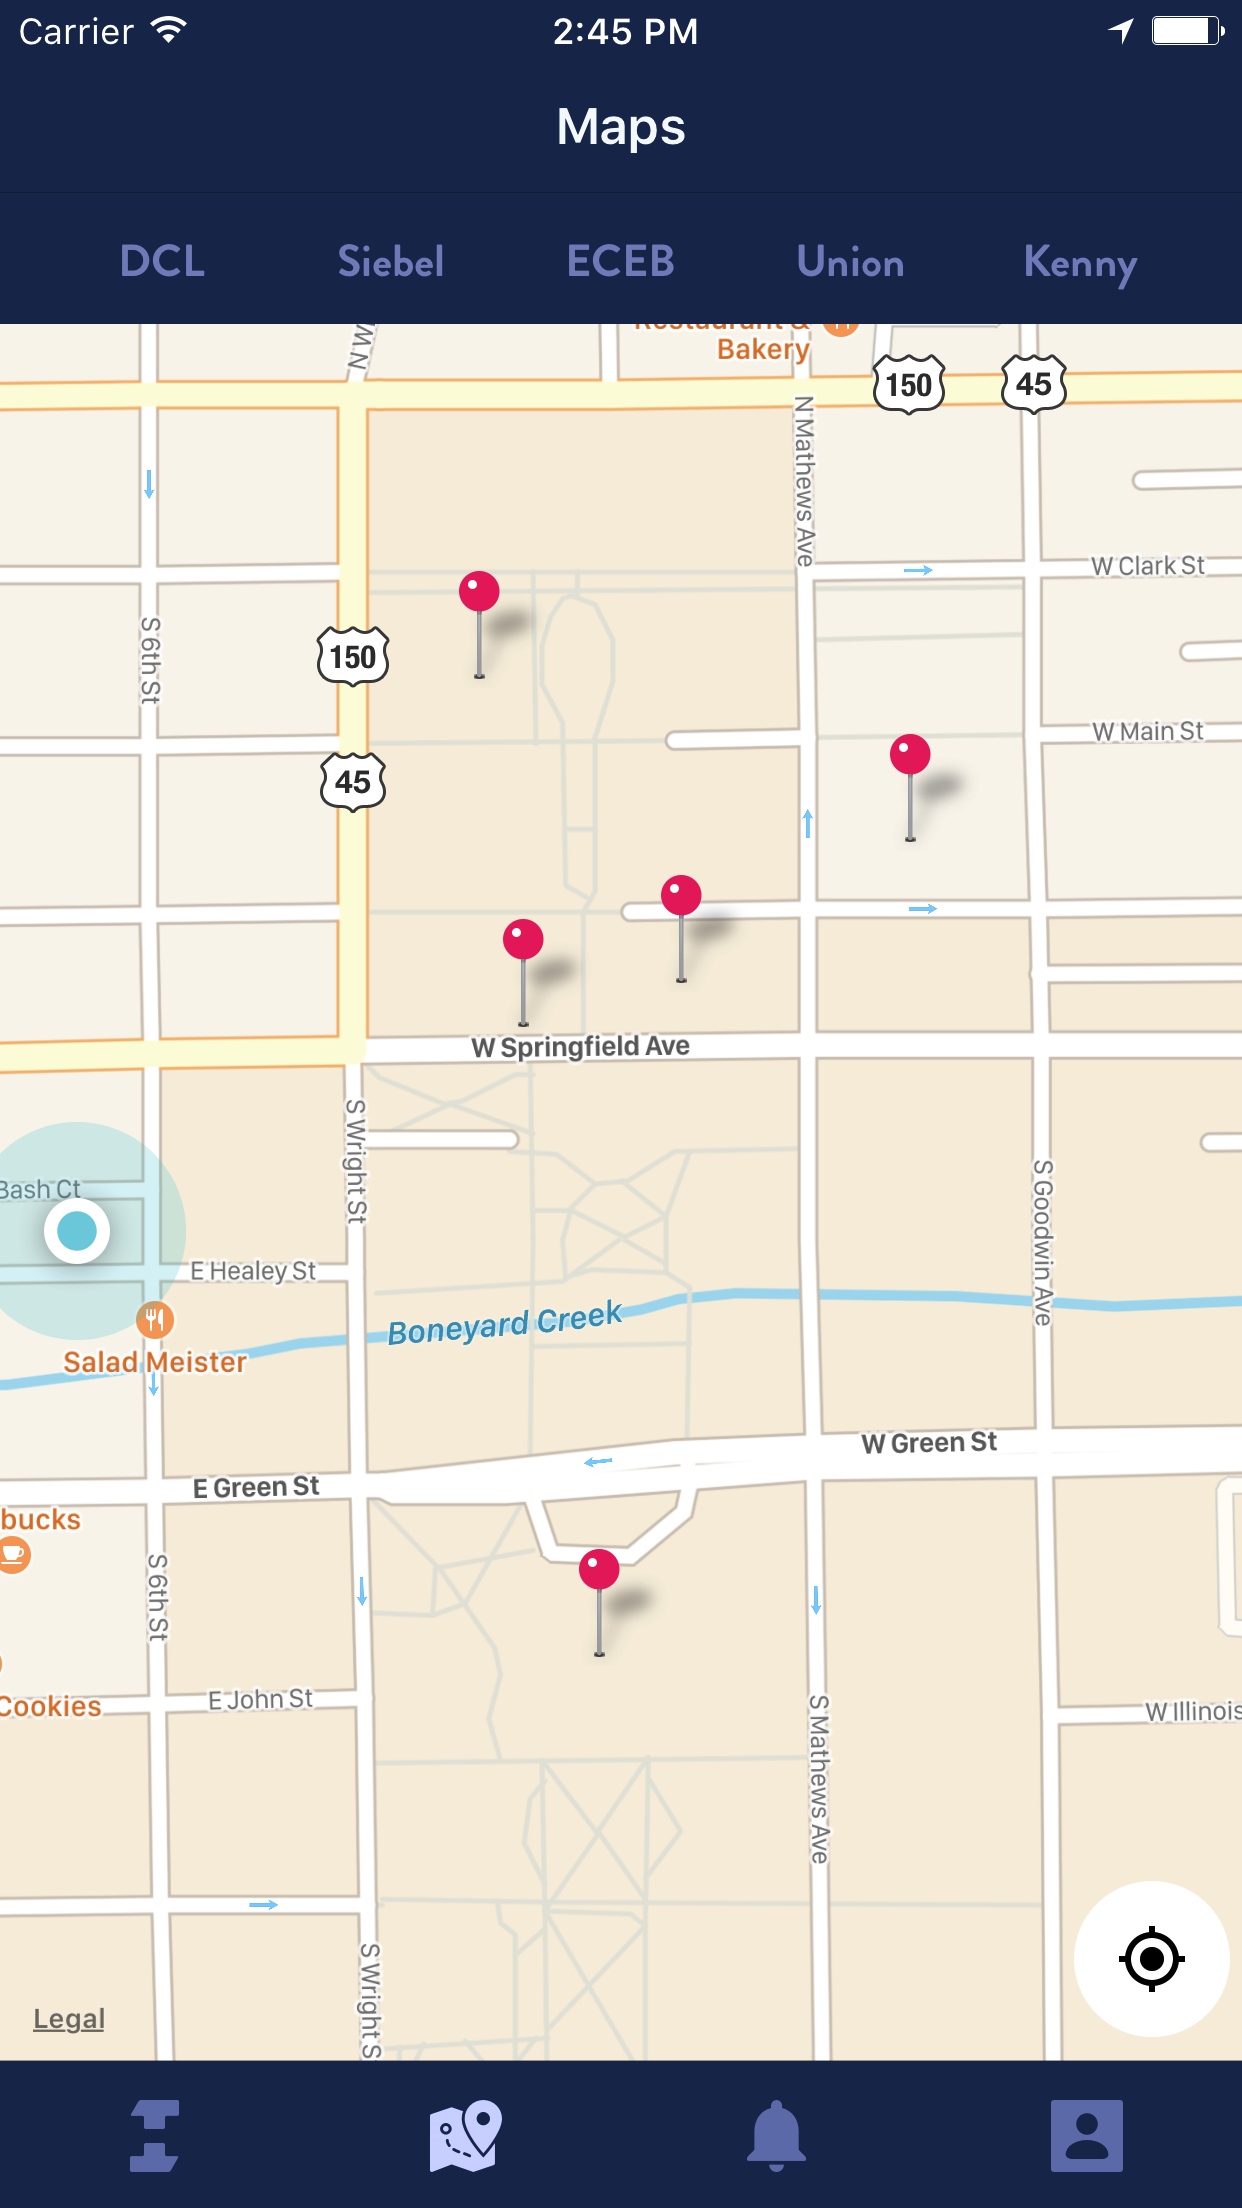 Carrier
2:45 PM
Maps
DCL
Siebel
ECEB
Union
Kenny
Restaurant &
Bakery
150
45
N W
N Mathews Ave
W Clark St
S 6th St
150
W Main St
45
W Springfield Ave
S Wright St
Bash Ct
S Goodwin Ave
E Healey St
Boneyard Creek
Salad Meister
W Green St
E Green St
bucks
S 6th St
Cookies
E John St
S Mathews Ave
W Illinois
S Wright S
Legal